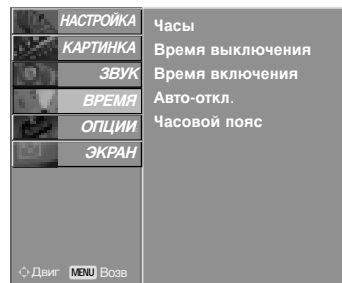 НАСТРОЙКА
КАРТИНКА
ЗВУК
ВРЕМЯ
ОПЦИИ
ЭКРАН
Часы
Время выключения
Время включения
Авто-откл.
Часовой пояс
Двиг MENU Возв